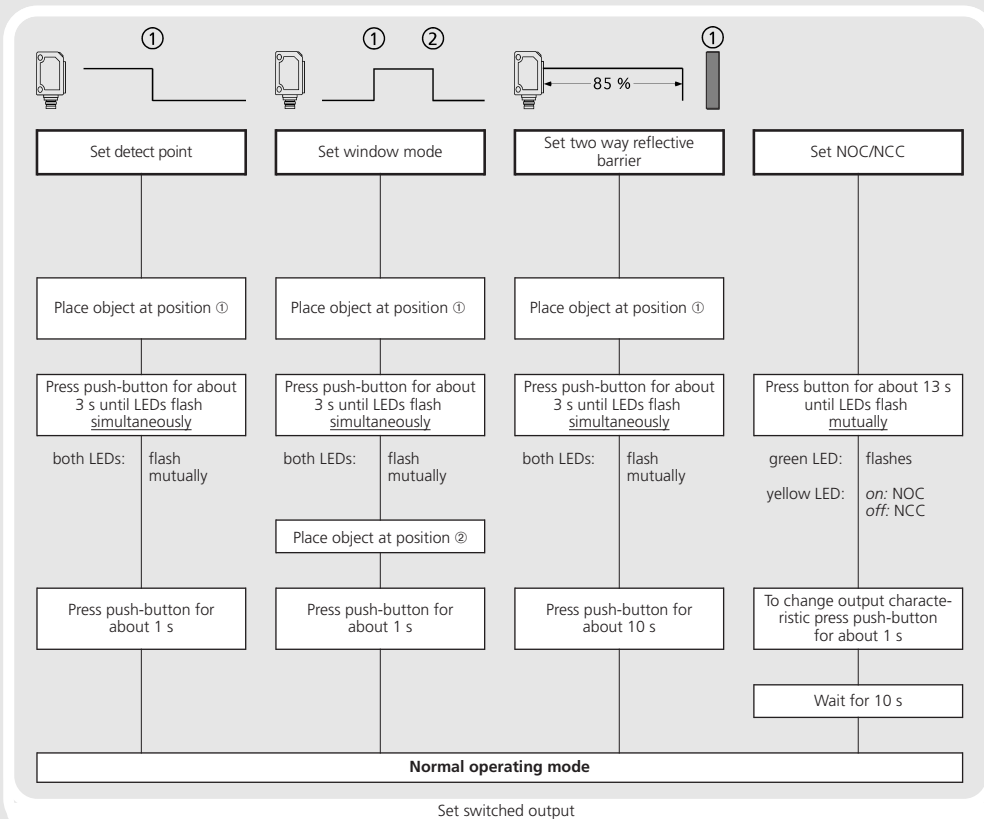 ①
① ②
①
85 %
Set detect point
Set window mode
Set two way reflective
barrier
Set NOC/NCC
Place object at position ①
Place object at position ①
Place object at position ①
Press push-button for about
3 s until LEDs flash
simultaneously
Press push-button for about
3 s until LEDs flash
simultaneously
Press push-button for about
3 s until LEDs flash
simultaneously
Press button for about 13 s
until LEDs flash
mutually
both LEDs: flash
mutually
both LEDs: flash
mutually
both LEDs: flash
mutually
green LED: flashes
yellow LED: on: NOC
off: NCC
Place object at position ②
Press push-button for
about 1 s
Press push-button for
about 1 s
Press push-button for
about 10 s
To change output characte-
ristic press push-button
for about 1 s
Wait for 10 s
Normal operating mode
Set switched output